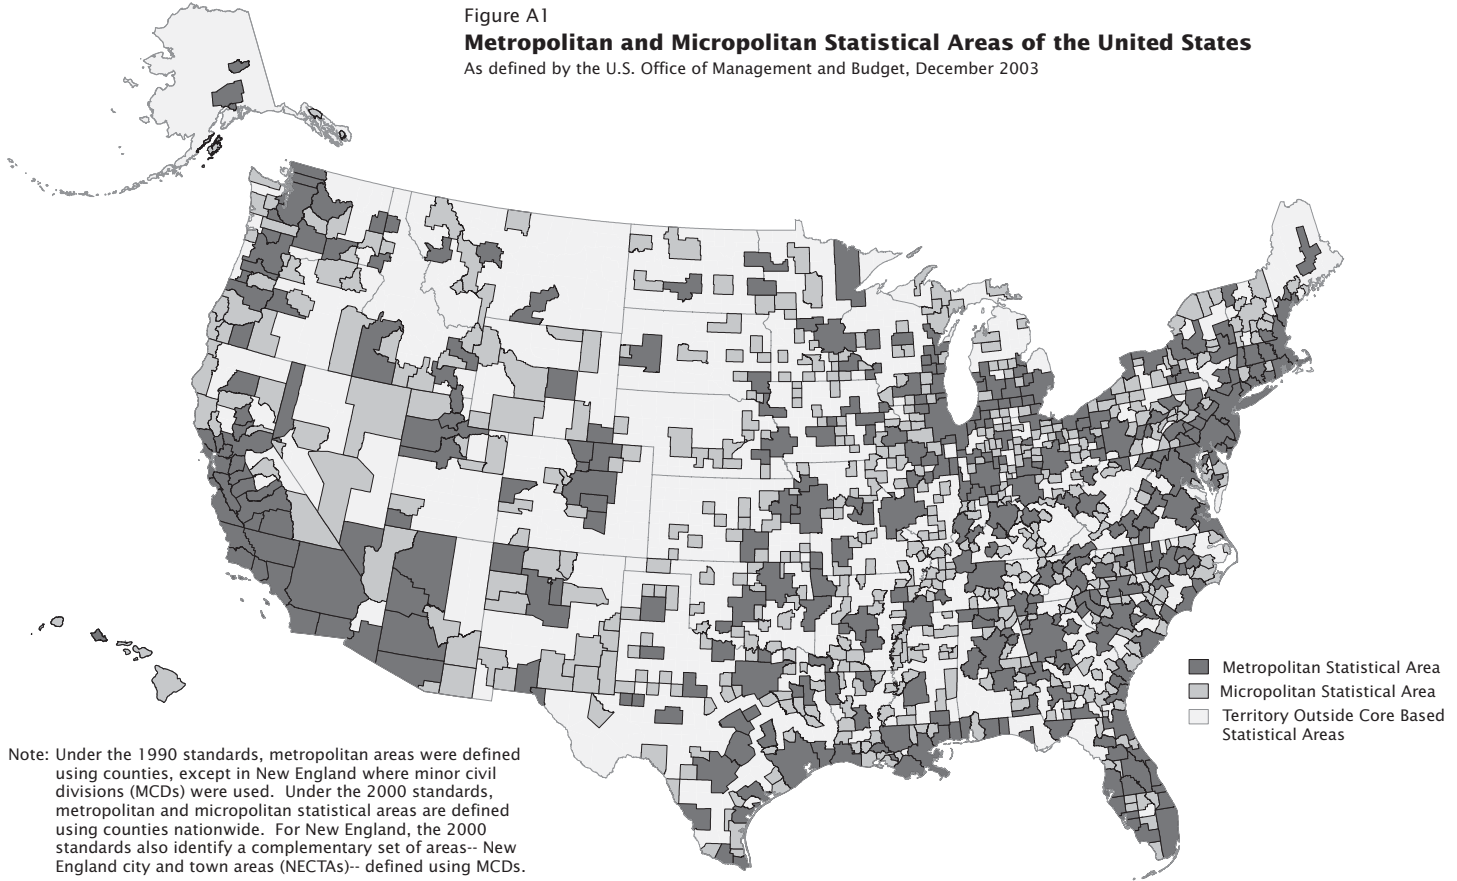 Figure A1
Metropolitan and Micropolitan Statistical Areas of the United States
As defined by the U.S. Office of Management and Budget, December 2003
Metropolitan Statistical Area
Micropolitan Statistical Area
Territory Outside Core Based
Statistical Areas
Note: Under the 1990 standards, metropolitan areas were defined
using counties, except in New England where minor civil
divisions (MCDs) were used. Under the 2000 standards,
metropolitan and micropolitan statistical areas are defined
using counties nationwide. For New England, the 2000
standards also identify a complementary set of areas-- New
England city and town areas (NECTAs)-- defined using MCDs.